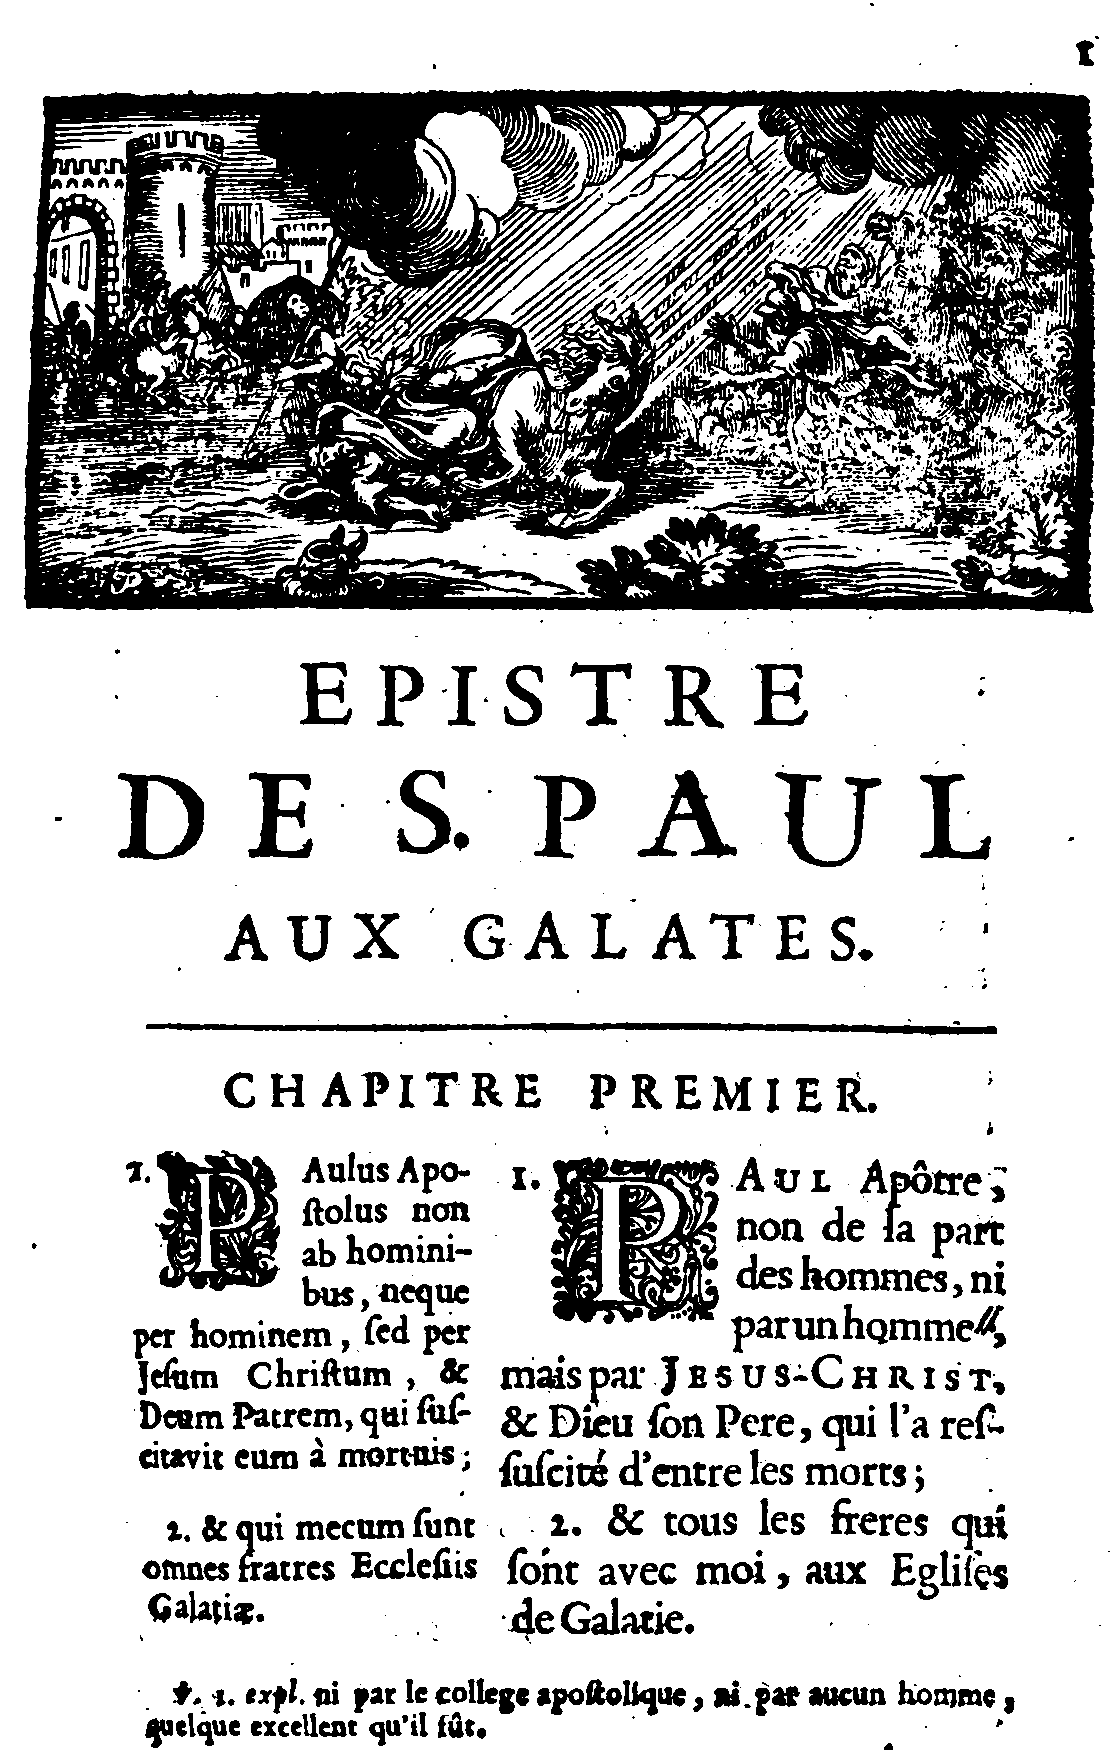 1
EPISTRE
DE S. PAUL
AUX GALATES.
CHAPITRE PREMIER.
1. PAulus Apo-
ſtolus non
ab homini-
bus, neque
per hominem, ſed per
Jeſum Chriſtum, &
Deum Patrem, qui ſuſ-
citavit eum à mortuis;
2. & qui mecum ſunt
omnes fratres Eccleſiis
Galatiæ.
1. PAUL Apôtre,
non de la part
des hommes, ni
par un homme‖,
mais par JESUS-CHRIST,
& Dieu ſon Pere, qui l'a reſ-
ſuſcité d'entre les morts;
2. & tous les freres qui
ſont avec moi, aux Egliſes
de Galatie.
℣. 1. expl. ni par le college apoſtolique, ni par aucun homme,
quelque excellent qu'il fût.